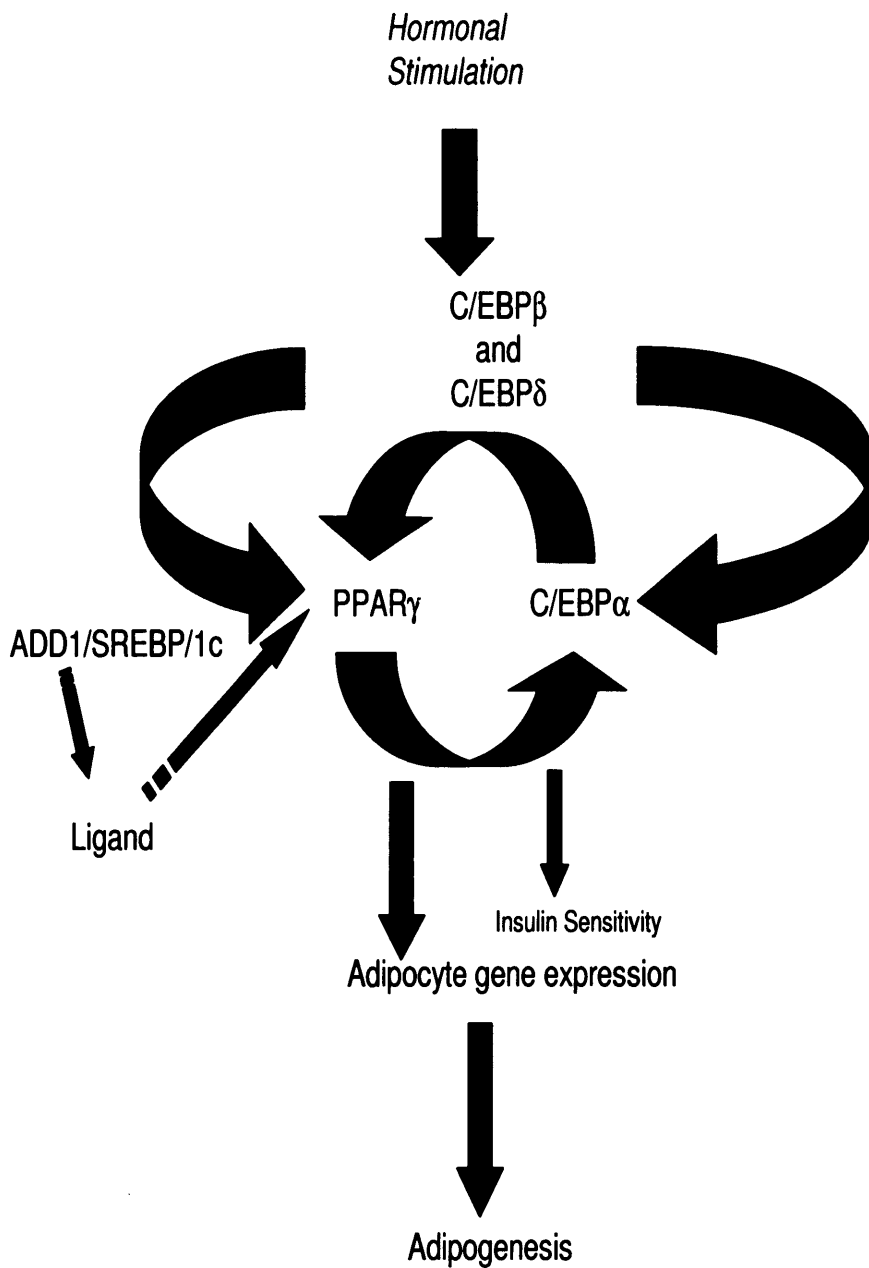 Hormonal
Stimulation
C/EBPβ
and
C/EBPδ
PPARγ
C/EBPα
ADD1/SREBP/1c
Ligand
Insulin Sensitivity
Adipocyte gene expression
Adipogenesis